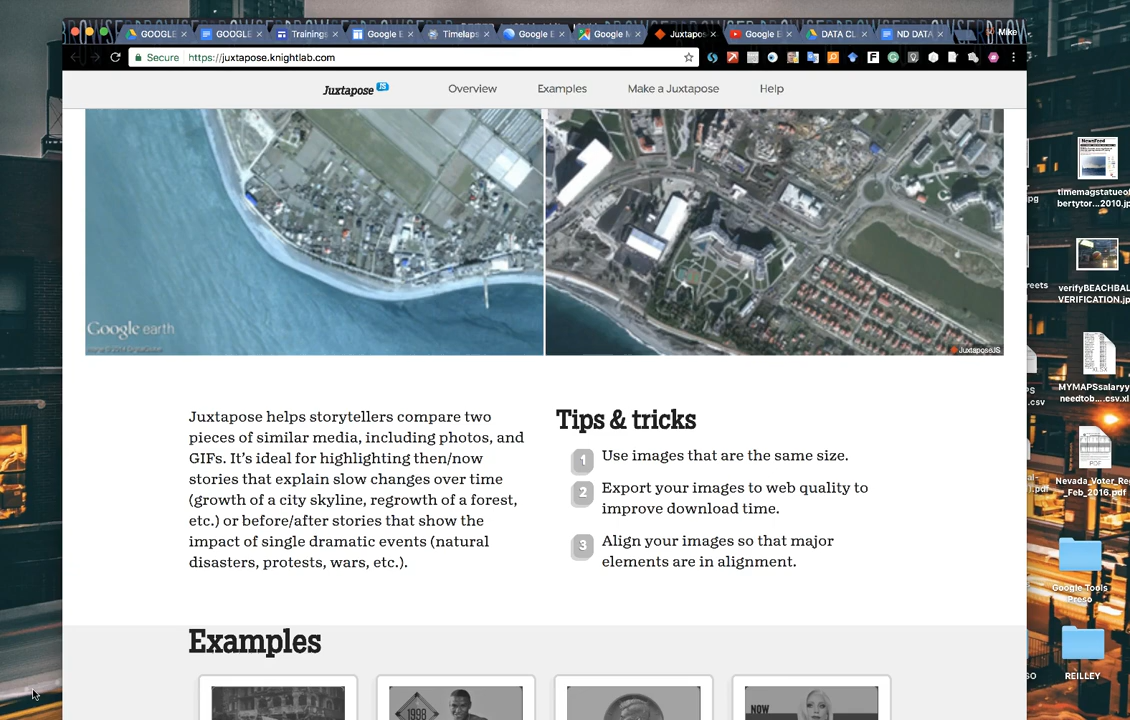 GOOGLE
GOOGLE
Trainings
Google E
Timelaps
Google E
Google M
Juxtapos
Google E
DATA CL
ND DATA
Mike
Secure
https://juxtapose.knightlab.com
Juxtapose JS
Overview
Examples
Make a Juxtapose
Help
Google earth
JuxtaposeJS
Juxtapose helps storytellers compare two
pieces of similar media, including photos, and
GIFs. It's ideal for highlighting then/now
stories that explain slow changes over time
(growth of a city skyline, regrowth of a forest,
etc.) or before/after stories that show the
impact of single dramatic events (natural
disasters, protests, wars, etc.).
Tips & tricks
1 Use images that are the same size.
2 Export your images to web quality to
improve download time.
3 Align your images so that major
elements are in alignment.
Examples
1998
NOW
timemagstatueof
bertytor...2010.jp
verifyBEACHBAL
VERIFICATION.jp
XLSX
MYMAPSsalaryy
needtob....csv.xl
.csv
PDF
Nevada_Voter_Re
_Feb_2016.pdf
Google Tools
Preso
REILLEY